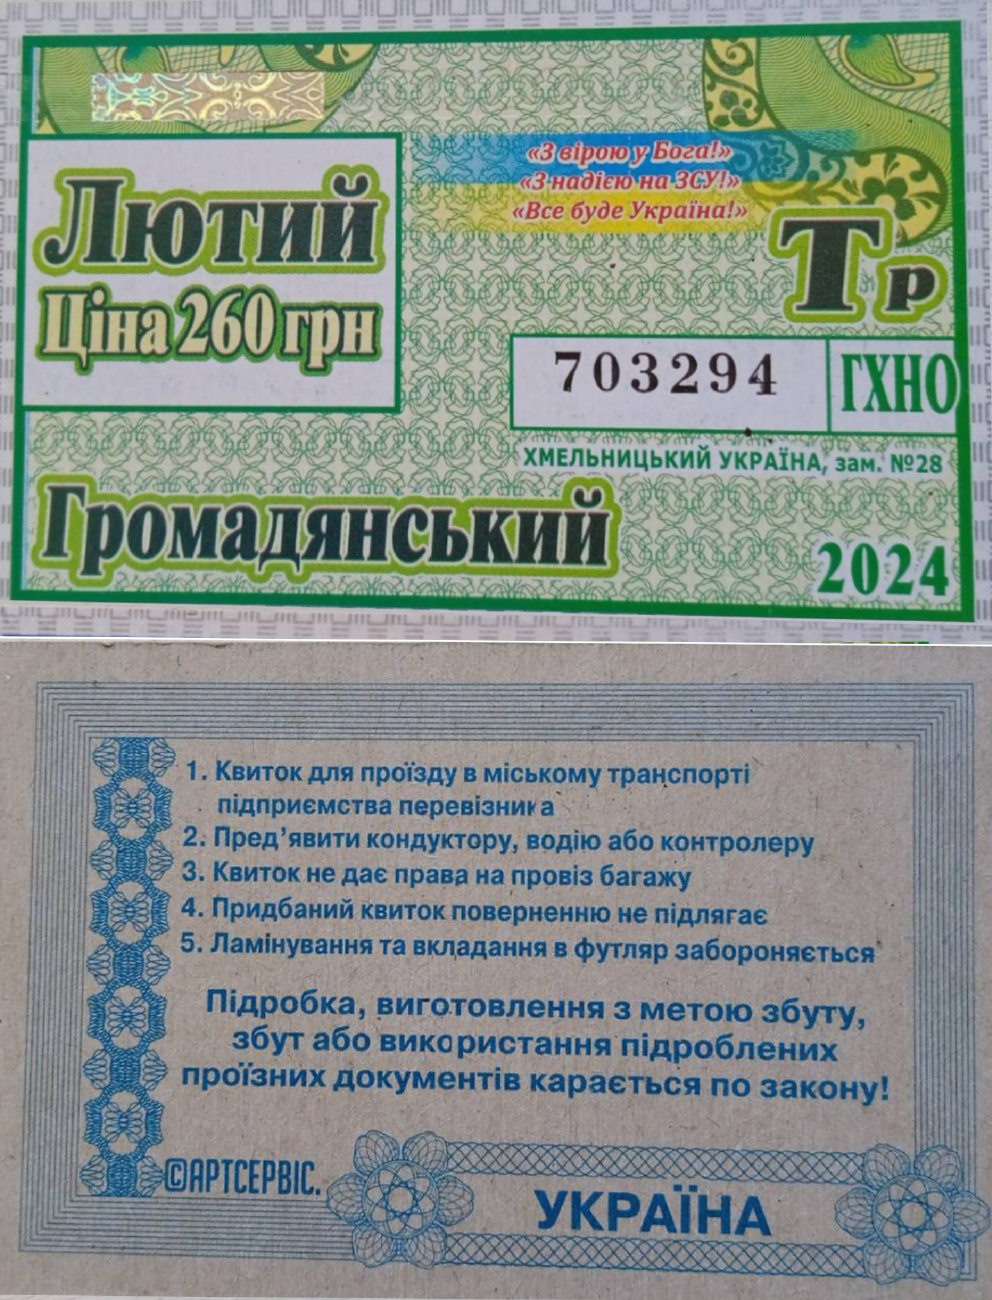 «З вірою у Бога!»
«З надією на ЗСУ!»
«Все буде Україна!»
Лютий
Ціна 260 грн
Тр
703294 ГХНО
ХМЕЛЬНИЦЬКИЙ УКРАЇНА, зам. №28
Громадянський
2024
1. Квиток для проїзду в міському транспорті
підприємства перевізника
2. Пред’явити кондуктору, водію або контролеру
3. Квиток не дає права на провіз багажу
4. Придбаний квиток поверненню не підлягає
5. Ламінування та вкладання в футляр забороняється
Підробка, виготовлення з метою збуту,
збут або використання підроблених
проїзних документів карається по закону!
©АРТСЕРВІС.
УКРАЇНА